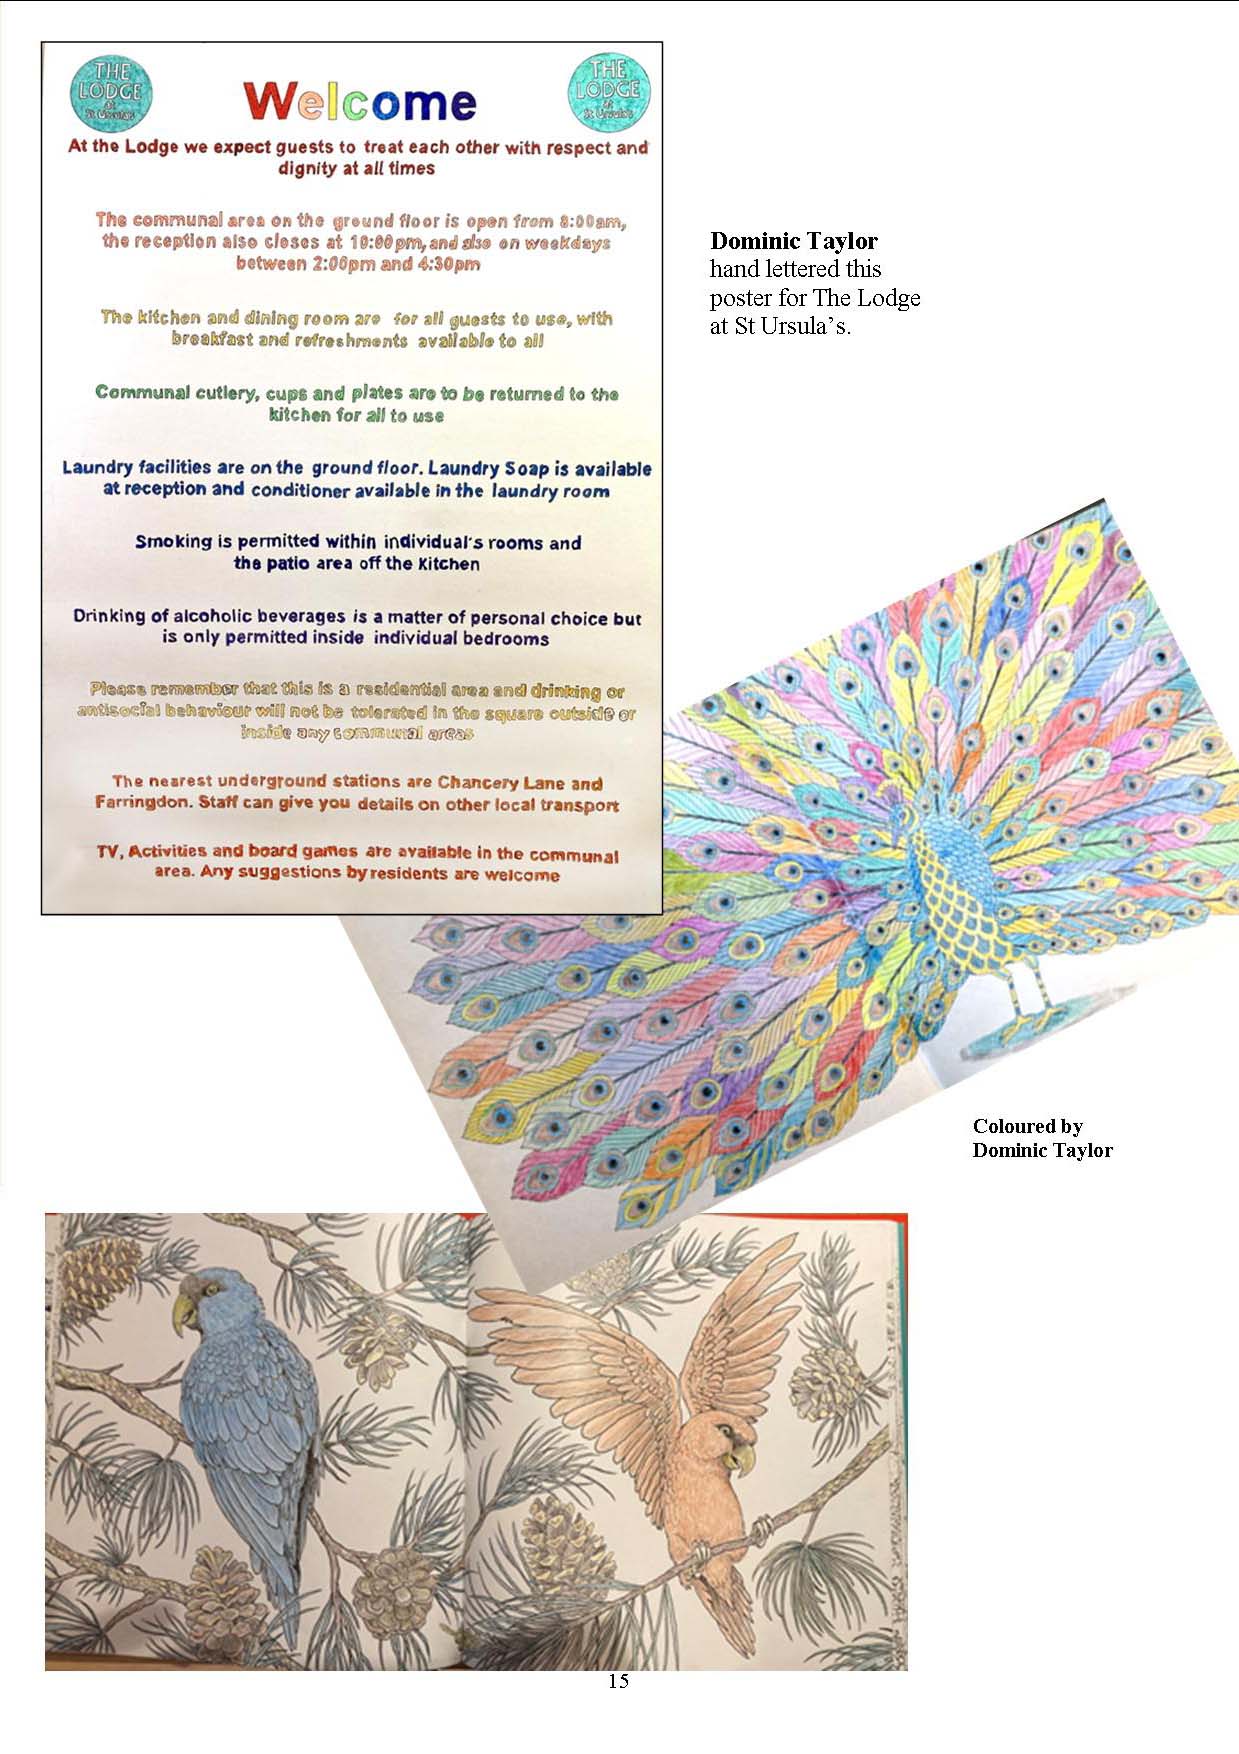 THE
LODGE
at
St Ursula's
Welcome
THE
LODGE
at
St Ursula's
At the Lodge we expect guests to treat each other with respect and
dignity at all times
The communal area on the ground floor is open from 8:00am,
the reception also closes at 10:00pm, and also on weekdays
between 2:00pm and 4:30pm
The kitchen and dining room are for all guests to use, with
breakfast and refreshments available to all
Communal cutlery, cups and plates are to be returned to the
kitchen for all to use
Laundry facilities are on the ground floor. Laundry Soap is available
at reception and conditioner available in the laundry room
Smoking is permitted within individual's rooms and
the patio area off the Kitchen
Drinking of alcoholic beverages is a matter of personal choice but
is only permitted inside individual bedrooms
Please remember that this is a residential area and drinking or
antisocial behaviour will not be tolerated in the square outside or
inside any communal areas
The nearest underground stations are Chancery Lane and
Farringdon. Staff can give you details on other local transport
TV, Activities and board games are available in the communal
area. Any suggestions by residents are welcome
Dominic Taylor
hand lettered this
poster for The Lodge
at St Ursula’s.
Coloured by
Dominic Taylor
15